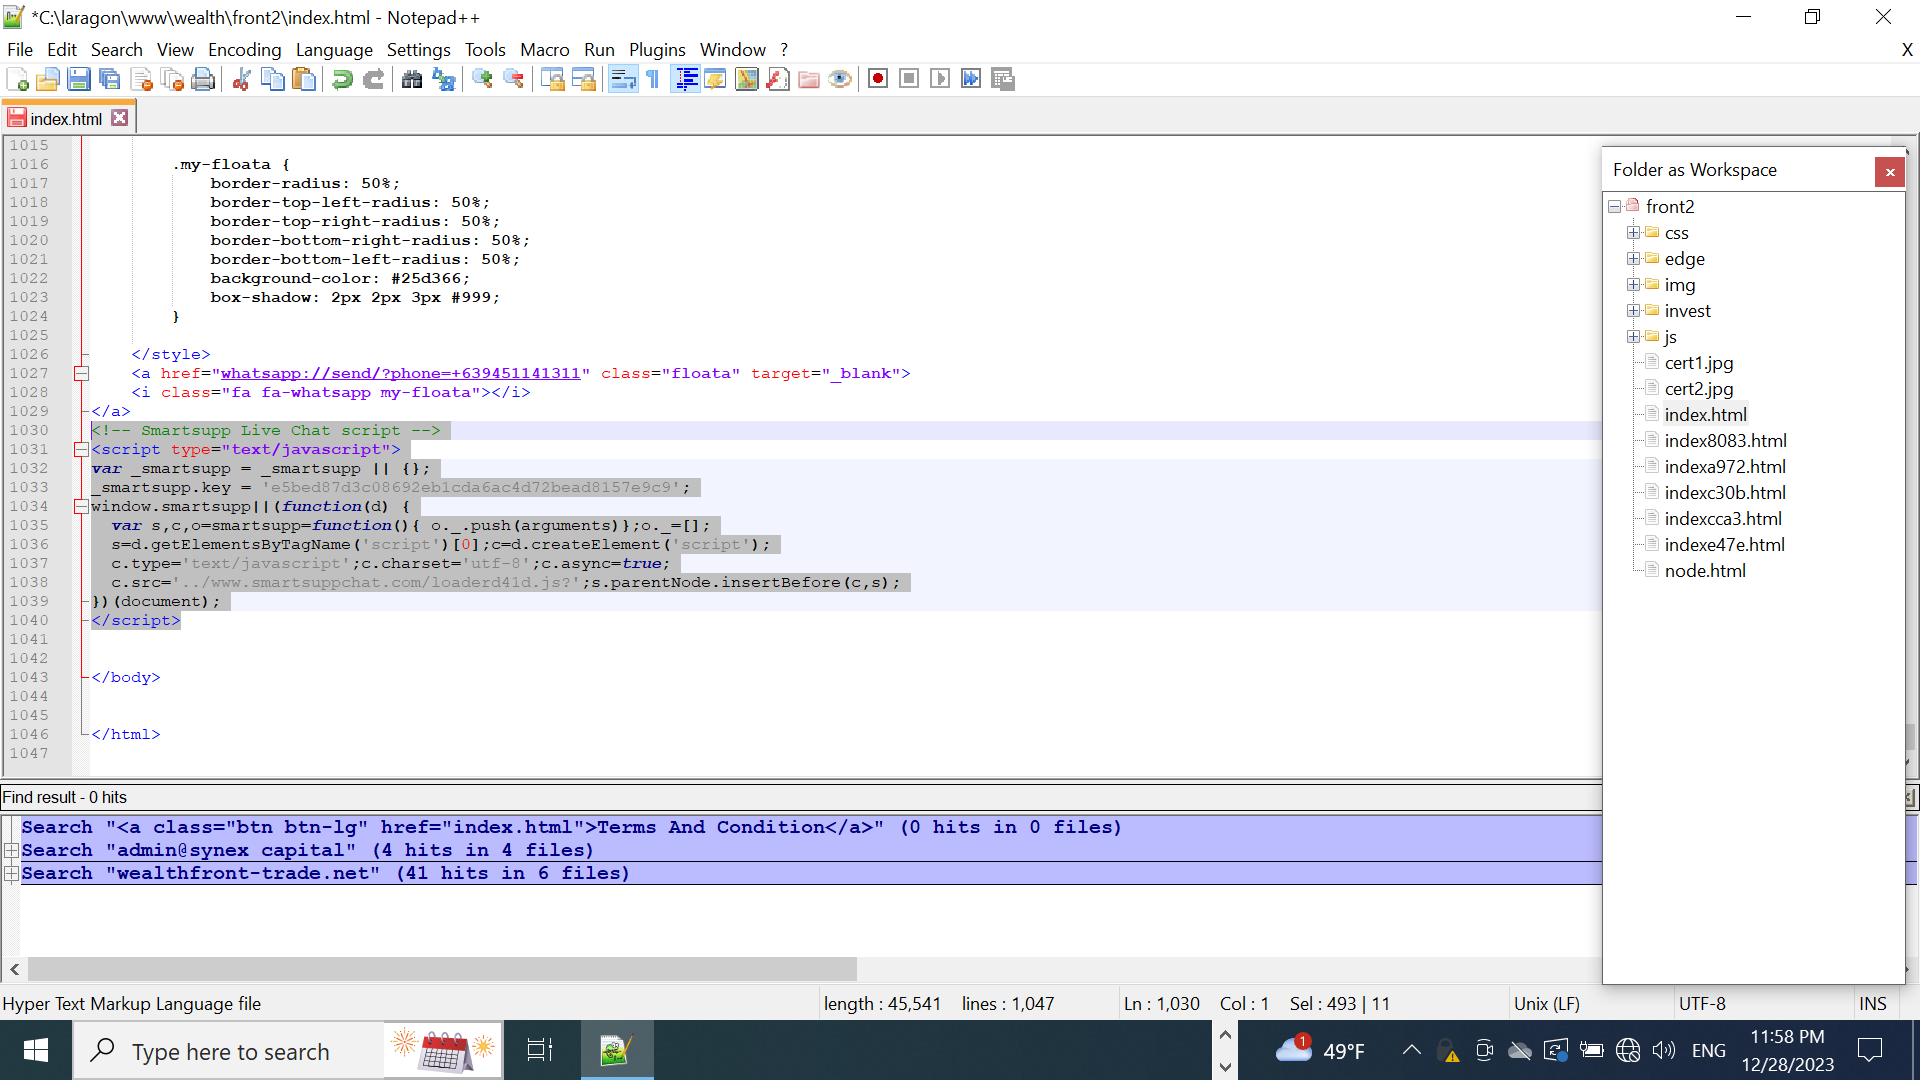 *C:\laragon\www\wealth\front2\index.html - Notepad++
File Edit Search View Encoding Language Settings Tools Macro Run Plugins Window ? X
index.html
1015
1016 .my-floata {
1017 border-radius: 50%;
1018 border-top-left-radius: 50%;
1019 border-top-right-radius: 50%;
1020 border-bottom-right-radius: 50%;
1021 border-bottom-left-radius: 50%;
1022 background-color: #25d366;
1023 box-shadow: 2px 2px 3px #999;
1024 }
1025
1026 </style>
1027 <a href="whatsapp://send/?phone=+639451141311" class="floata" target="_blank">
1028 <i class="fa fa-whatsapp my-floata"></i>
1029 </a>
1030 <!-- Smartsupp Live Chat script -->
1031 <script type="text/javascript">
1032 var _smartsupp = _smartsupp || {};
1033 _smartsupp.key = 'e5bed87d3c08692eb1cda6ac4d72bead8157e9c9';
1034 window.smartsupp||(function(d) {
1035 var s,c,o=smartsupp=function(){ o._.push(arguments)};o._=[];
1036 s=d.getElementsByTagName('script')[0];c=d.createElement('script');
1037 c.type='text/javascript';c.charset='utf-8';c.async=true;
1038 c.src='../www.smartsuppchat.com/loaderd41d.js?';s.parentNode.insertBefore(c,s);
1039 })(document);
1040 </script>
1041
1042
1043 </body>
1044
1045
1046 </html>
1047
Folder as Workspace
front2
css
edge
img
invest
js
cert1.jpg
cert2.jpg
index.html
index8083.html
indexa972.html
indexc30b.html
indexcca3.html
indexe47e.html
node.html
Find result - 0 hits
Search "<a class="btn btn-lg" href="index.html">Terms And Condition</a>" (0 hits in 0 files)
Search "admin@synex capital" (4 hits in 4 files)
Search "wealthfront-trade.net" (41 hits in 6 files)
Hyper Text Markup Language file length : 45,541 lines : 1,047 Ln : 1,030 Col : 1 Sel : 493 | 11 Unix (LF) UTF-8 INS
Type here to search
1
49°F
ENG
11:58 PM
12/28/2023